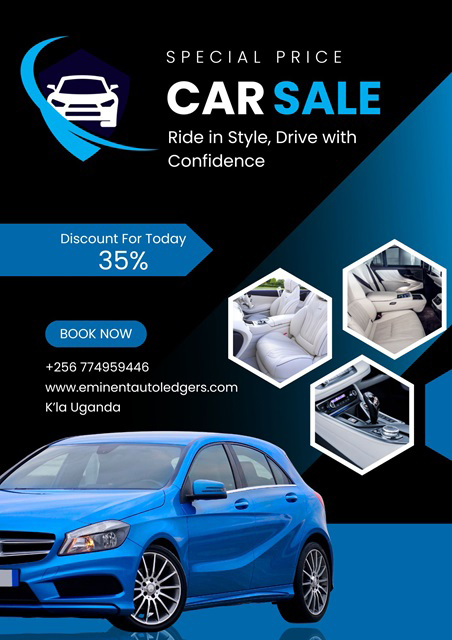 SPECIAL PRICE
CAR SALE
Ride in Style, Drive with
Confidence
Discount For Today
35%
BOOK NOW
+256 774959446
www.eminentautoledgers.com
K'la Uganda